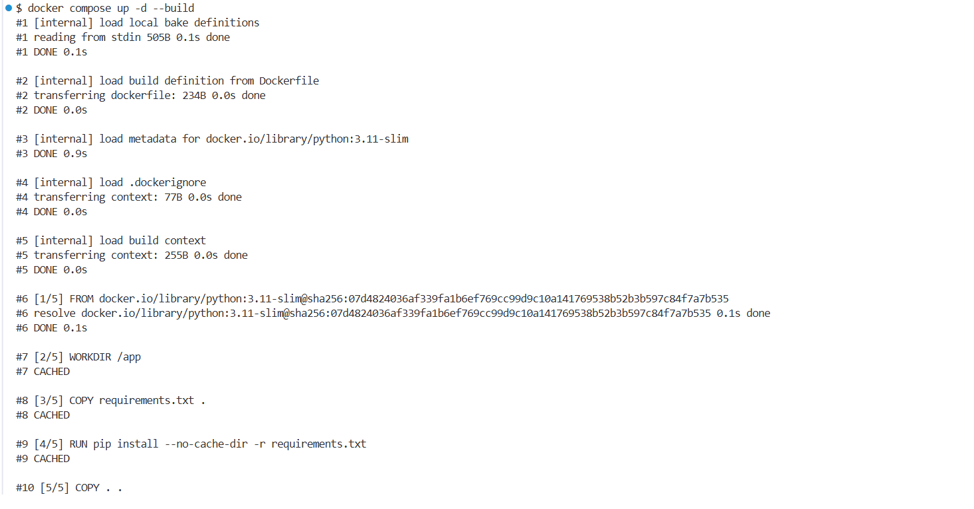 $ docker compose up -d --build
#1 [internal] load local bake definitions
#1 reading from stdin 505B 0.1s done
#1 DONE 0.1s
#2 [internal] load build definition from Dockerfile
#2 transferring dockerfile: 234B 0.0s done
#2 DONE 0.0s
#3 [internal] load metadata for docker.io/library/python:3.11-slim
#3 DONE 0.9s
#4 [internal] load .dockerignore
#4 transferring context: 77B 0.0s done
#4 DONE 0.0s
#5 [internal] load build context
#5 transferring context: 255B 0.0s done
#5 DONE 0.0s
#6 [1/5] FROM docker.io/library/python:3.11-slim@sha256:07d4824036af339fa1b6ef769cc99d9c10a141769538b52b3b597c84f7a7b535
#6 resolve docker.io/library/python:3.11-slim@sha256:07d4824036af339fa1b6ef769cc99d9c10a141769538b52b3b597c84f7a7b535 0.1s done
#6 DONE 0.1s
#7 [2/5] WORKDIR /app
#7 CACHED
#8 [3/5] COPY requirements.txt .
#8 CACHED
#9 [4/5] RUN pip install --no-cache-dir -r requirements.txt
#9 CACHED
#10 [5/5] COPY . .